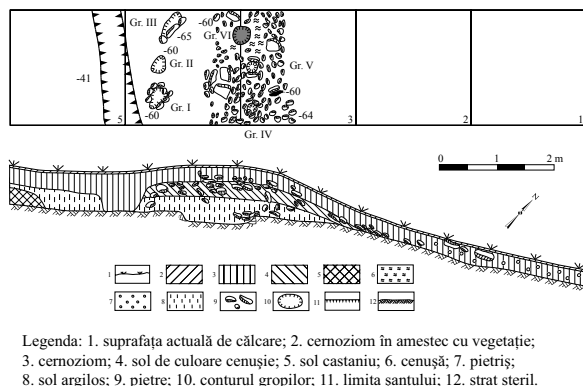 Gr. III
-60
-65
-60
Gr. VI
-60
Gr. II
Gr. V
-41
Gr. I
-60
-60
-64
5
3
2
1
Gr. IV
0 1 2 m
N
1 2 3 4 5 6
7 8 9 10 11 12
Legenda: 1. suprafața actuală de călcare; 2. cernoziom în amestec cu vegetație;
3. cernoziom; 4. sol de culoare cenușie; 5. sol castaniu; 6. cenușă; 7. pietriș;
8. sol argilos; 9. pietre; 10. conturul gropilor; 11. limita șanțului; 12. strat steril.